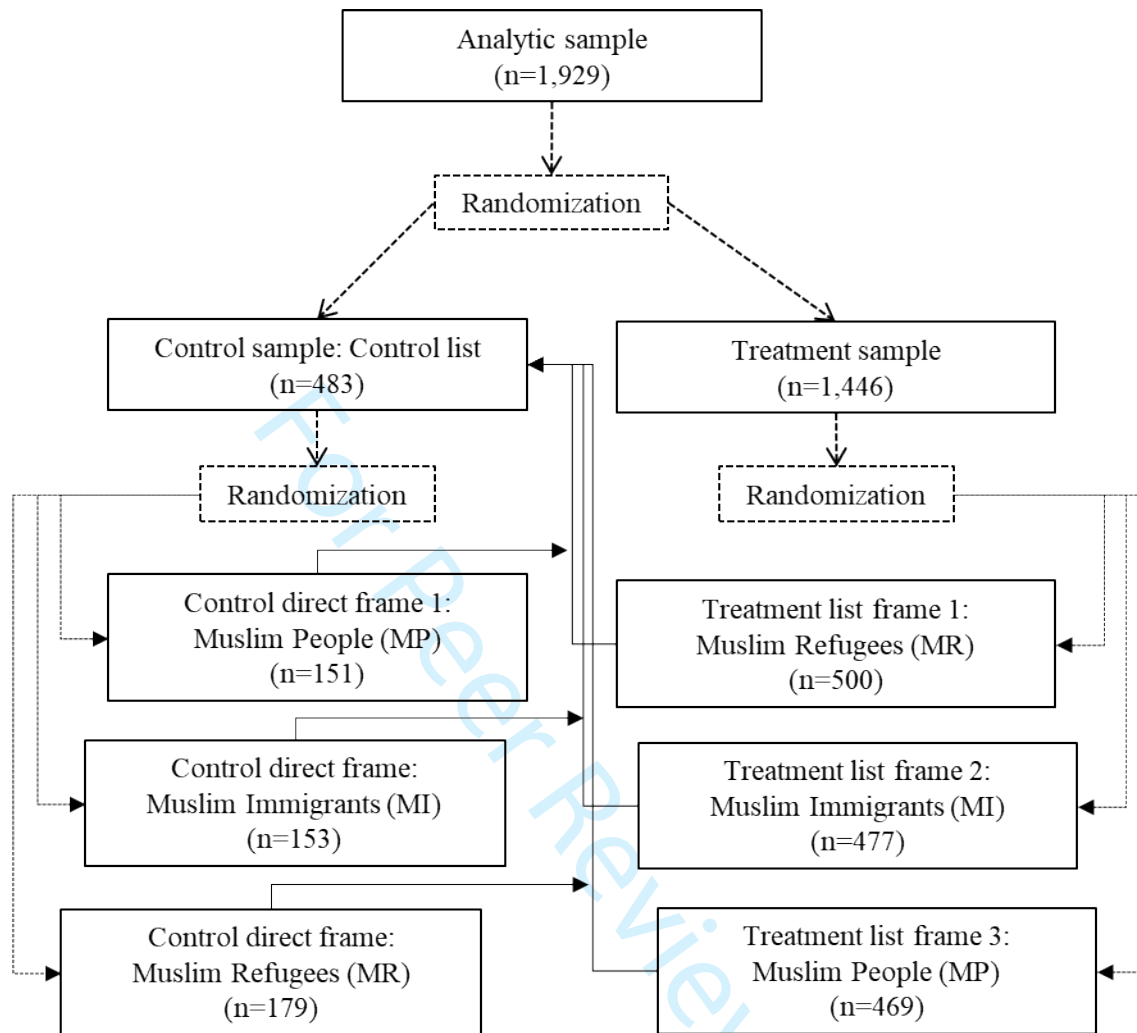 Analytic sample
(n=1,929)
Randomization
Control sample: Control list
(n=483)
Treatment sample
(n=1,446)
Randomization
Randomization
Control direct frame 1:
Muslim People (MP)
(n=151)
Treatment list frame 1:
Muslim Refugees (MR)
(n=500)
Control direct frame:
Muslim Immigrants (MI)
(n=153)
Treatment list frame 2:
Muslim Immigrants (MI)
(n=477)
Control direct frame:
Muslim Refugees (MR)
(n=179)
Treatment list frame 3:
Muslim People (MP)
(n=469)
For Peer Review